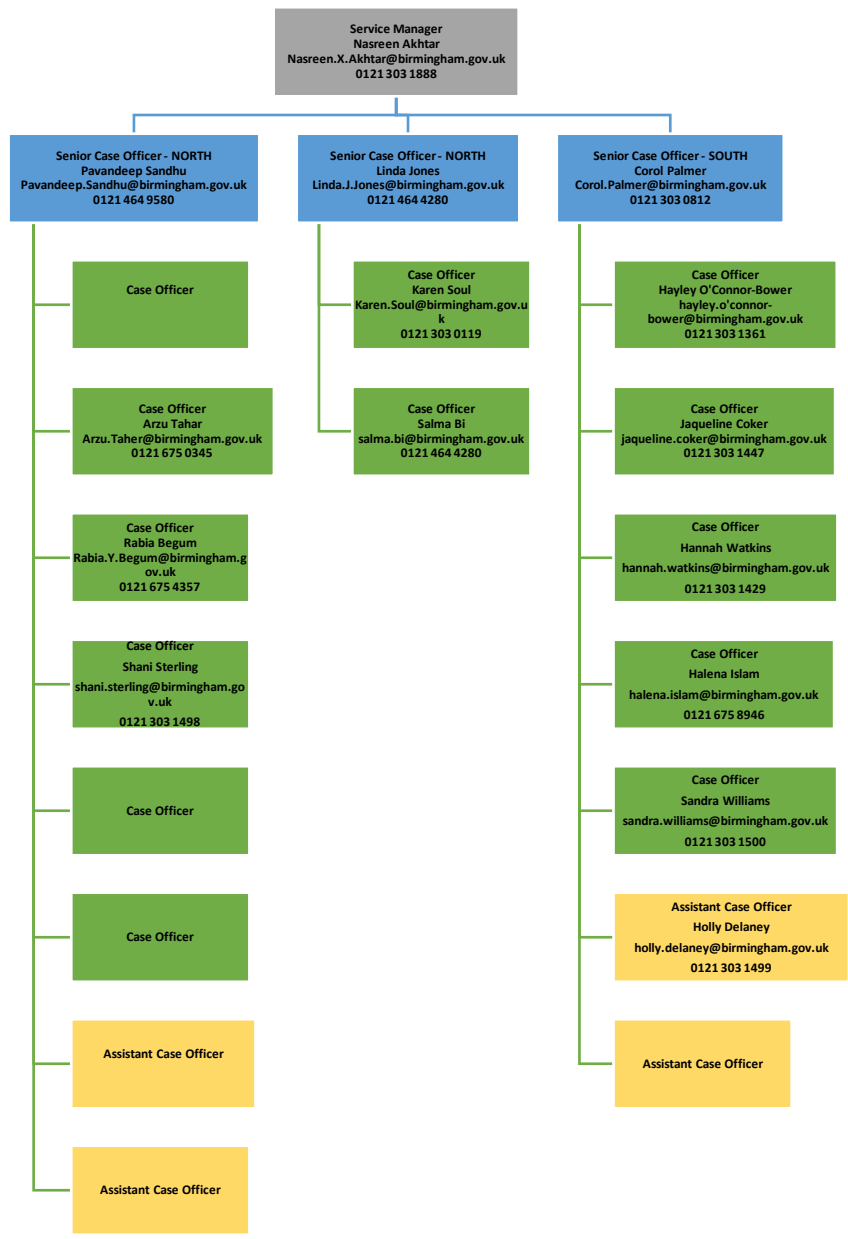 Service Manager
Nasreen Akhtar
Nasreen.X.Akhtar@birmingham.gov.uk
0121 303 1888
Senior Case Officer - NORTH
Pavandeep Sandhu
Pavandeep.Sandhu@birmingham.gov.uk
0121 464 9580
Case Officer
Case Officer
Arzu Tahar
Arzu.Taher@birmingham.gov.uk
0121 675 0345
Case Officer
Rabia Begum
Rabia.Y.Begum@birmingham.g
ov.uk
0121 675 4357
Case Officer
Shani Sterling
shani.sterling@birmingham.go
v.uk
0121 303 1498
Case Officer
Case Officer
Assistant Case Officer
Assistant Case Officer
Senior Case Officer - NORTH
Linda Jones
Linda.J.Jones@birmingham.gov.uk
0121 464 4280
Case Officer
Karen Soul
Karen.Soul@birmingham.gov.u
k
0121 303 0119
Case Officer
Salma Bi
salma.bi@birmingham.gov.uk
0121 464 4280
Senior Case Officer - SOUTH
Corol Palmer
Corol.Palmer@birmingham.gov.uk
0121 303 0812
Case Officer
Hayley O'Connor-Bower
hayley.o'connor-
bower@birmingham.gov.uk
0121 303 1361
Case Officer
Jaqueline Coker
jaqueline.coker@birmingham.gov.uk
0121 303 1447
Case Officer
Hannah Watkins
hannah.watkins@birmingham.gov.uk
0121 303 1429
Case Officer
Halena Islam
halena.islam@birmingham.gov.uk
0121 675 8946
Case Officer
Sandra Williams
sandra.williams@birmingham.gov.uk
0121 303 1500
Assistant Case Officer
Holly Delaney
holly.delaney@birmingham.gov.uk
0121 303 1499
Assistant Case Officer